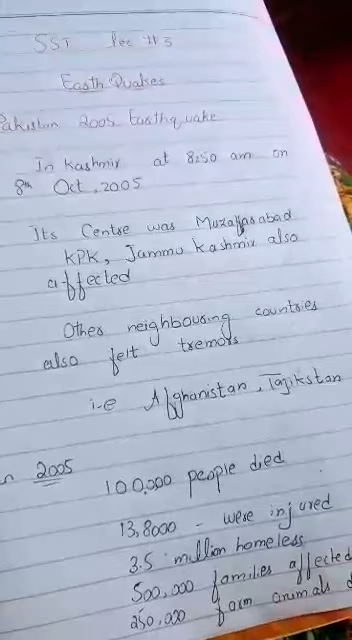 SST Lec # 3
Earth Quakes
Pakistan 2005 Earthquake
In Kashmir at 8:50 am on
8th Oct, 2005
Its Centre was Muzaffarabad
KPK, Jammu Kashmir also
affected
Other neighbouring countries
also felt tremors
i.e Afghanistan, Tajikstan
2005
100,000 people died
13,8000 - were injured
3.5 million homeless
500,000 families affected
250,000 farm animals